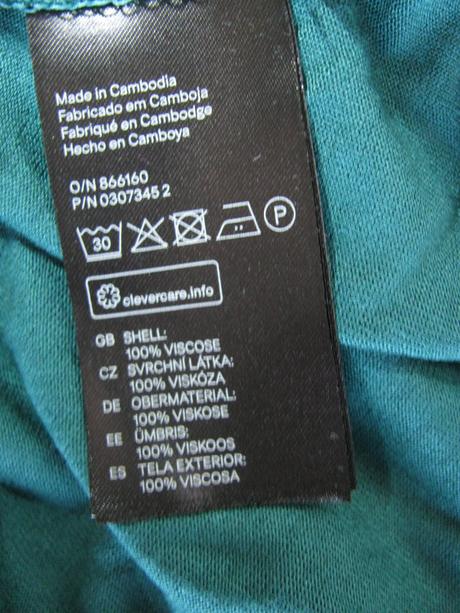 Made in Cambodia
Fabricado em Camboja
Fabriqué en Cambodge
Hecho en Camboya
O/N 866160
P/N 0307345 2
30 P
clevercare.info
GB SHELL:
100% VISCOSE
CZ SVRCHNÍ LÁTKA:
100% VISKÓZA
DE OBERMATERIAL:
100% VISKOSE
EE ÜMBRIS:
100% VISKOOS
ES TELA EXTERIOR:
100% VISCOSA